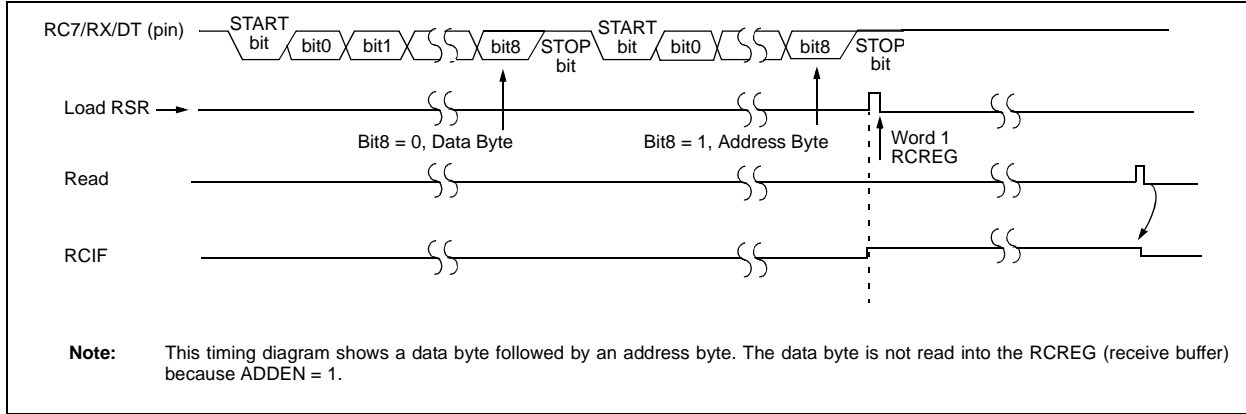 RC7/RX/DT (pin)
START
bit
bit0
bit1
bit8
STOP
bit
START
bit
bit0
bit8
STOP
bit
Load RSR
Bit8 = 0, Data Byte
Bit8 = 1, Address Byte
Word 1
RCREG
Read
RCIF
Note: This timing diagram shows a data byte followed by an address byte. The data byte is not read into the RCREG (receive buffer)
because ADDEN = 1.